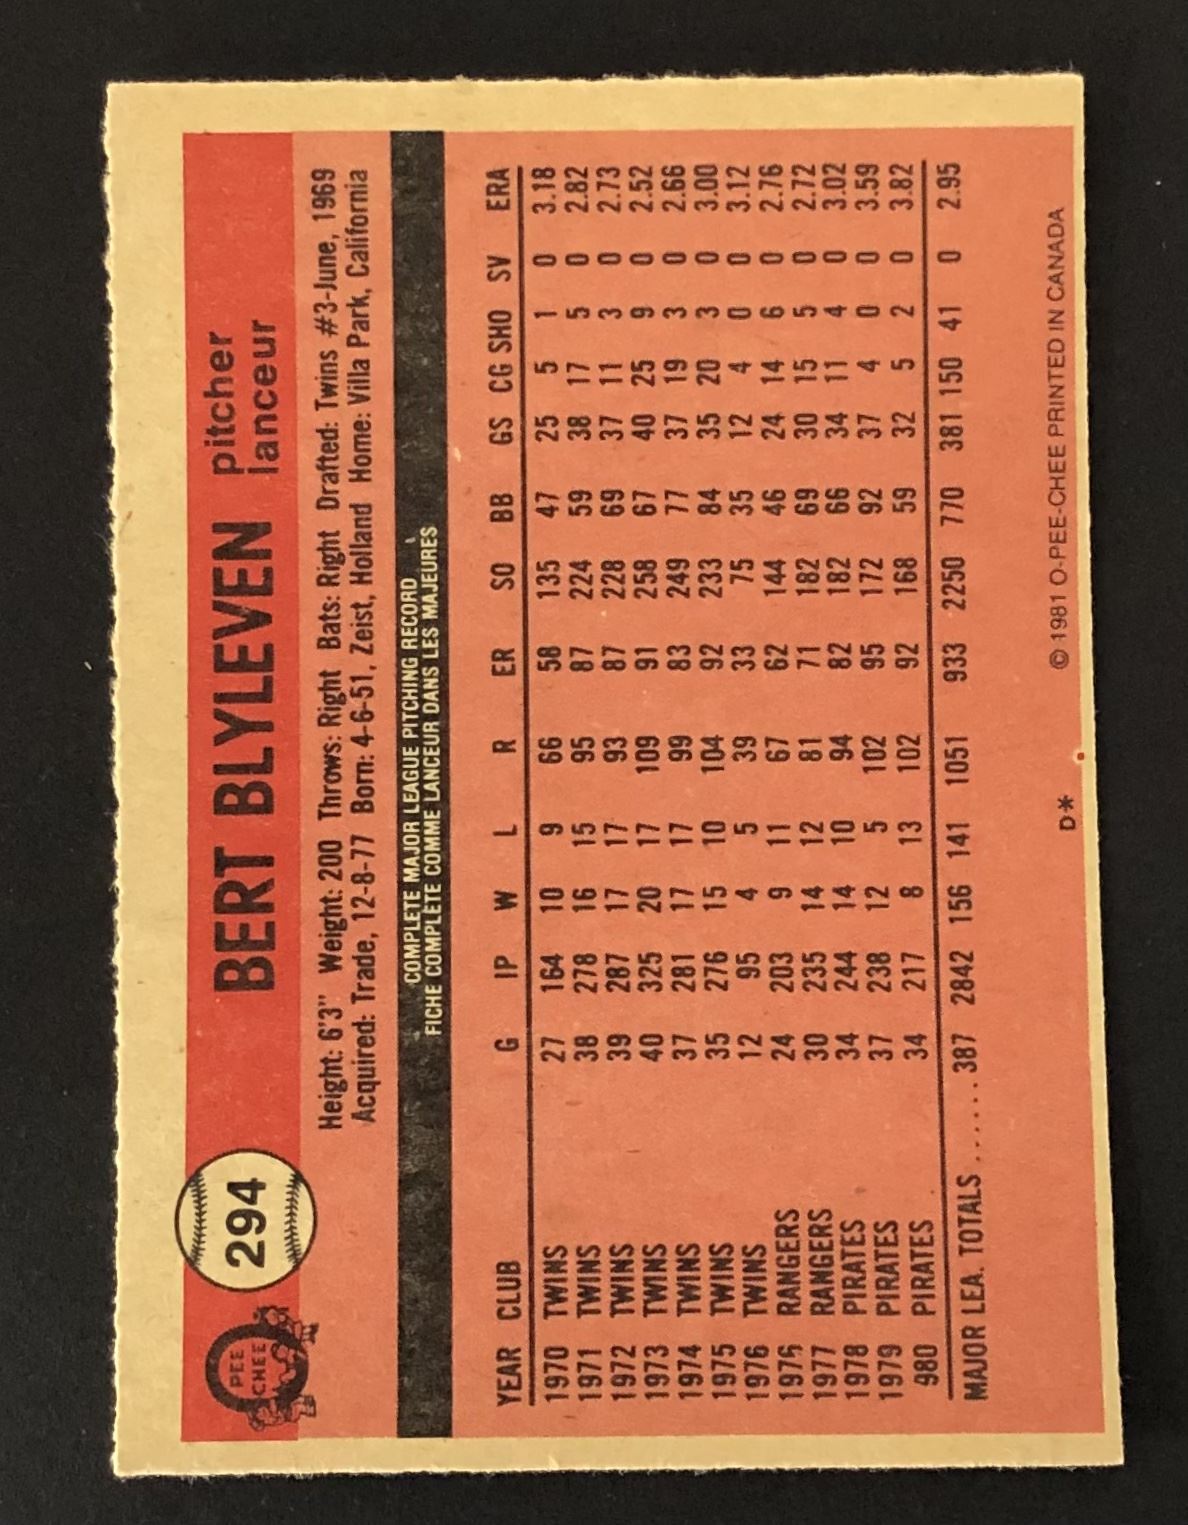 PEE
CHEE
294
BERT BLYLEVEN pitcher
lanceur
Height: 6'3" Weight: 200 Throws: Right Bats: Right Drafted: Twins #3-June, 1969
Acquired: Trade, 12-8-77 Born: 4-6-51, Zeist, Holland Home: Villa Park, California
COMPLETE MAJOR LEAGUE PITCHING RECORD
FICHE COMPLÈTE COMME LANCEUR DANS LES MAJEURES
YEAR CLUB G IP W L R ER SO BB GS CG SHO SV ERA
1970 TWINS 27 164 10 9 66 58 135 47 25 5 1 0 3.18
1971 TWINS 38 278 16 15 95 87 224 59 38 17 5 0 2.82
1972 TWINS 39 287 17 17 93 87 228 69 37 11 3 0 2.73
1973 TWINS 40 325 20 17 109 91 258 67 40 25 9 0 2.52
1974 TWINS 37 281 17 17 99 83 249 77 37 19 3 0 2.66
1975 TWINS 35 276 15 10 104 92 233 84 35 20 3 0 3.00
1976 TWINS 12 95 4 5 39 33 75 35 12 4 0 0 3.12
1976 RANGERS 24 203 9 11 67 62 144 46 24 14 6 0 2.76
1977 RANGERS 30 235 14 12 81 71 182 69 30 15 5 0 2.72
1978 PIRATES 34 244 14 10 94 82 182 66 34 11 4 0 3.02
1979 PIRATES 37 238 12 5 102 95 172 92 37 4 0 0 3.59
980 PIRATES 34 217 8 13 102 92 168 59 32 5 2 0 3.82
MAJOR LEA. TOTALS ...... 387 2842 156 141 1051 933 2250 770 381 150 41 0 2.95
D* © 1981 O-PEE-CHEE PRINTED IN CANADA